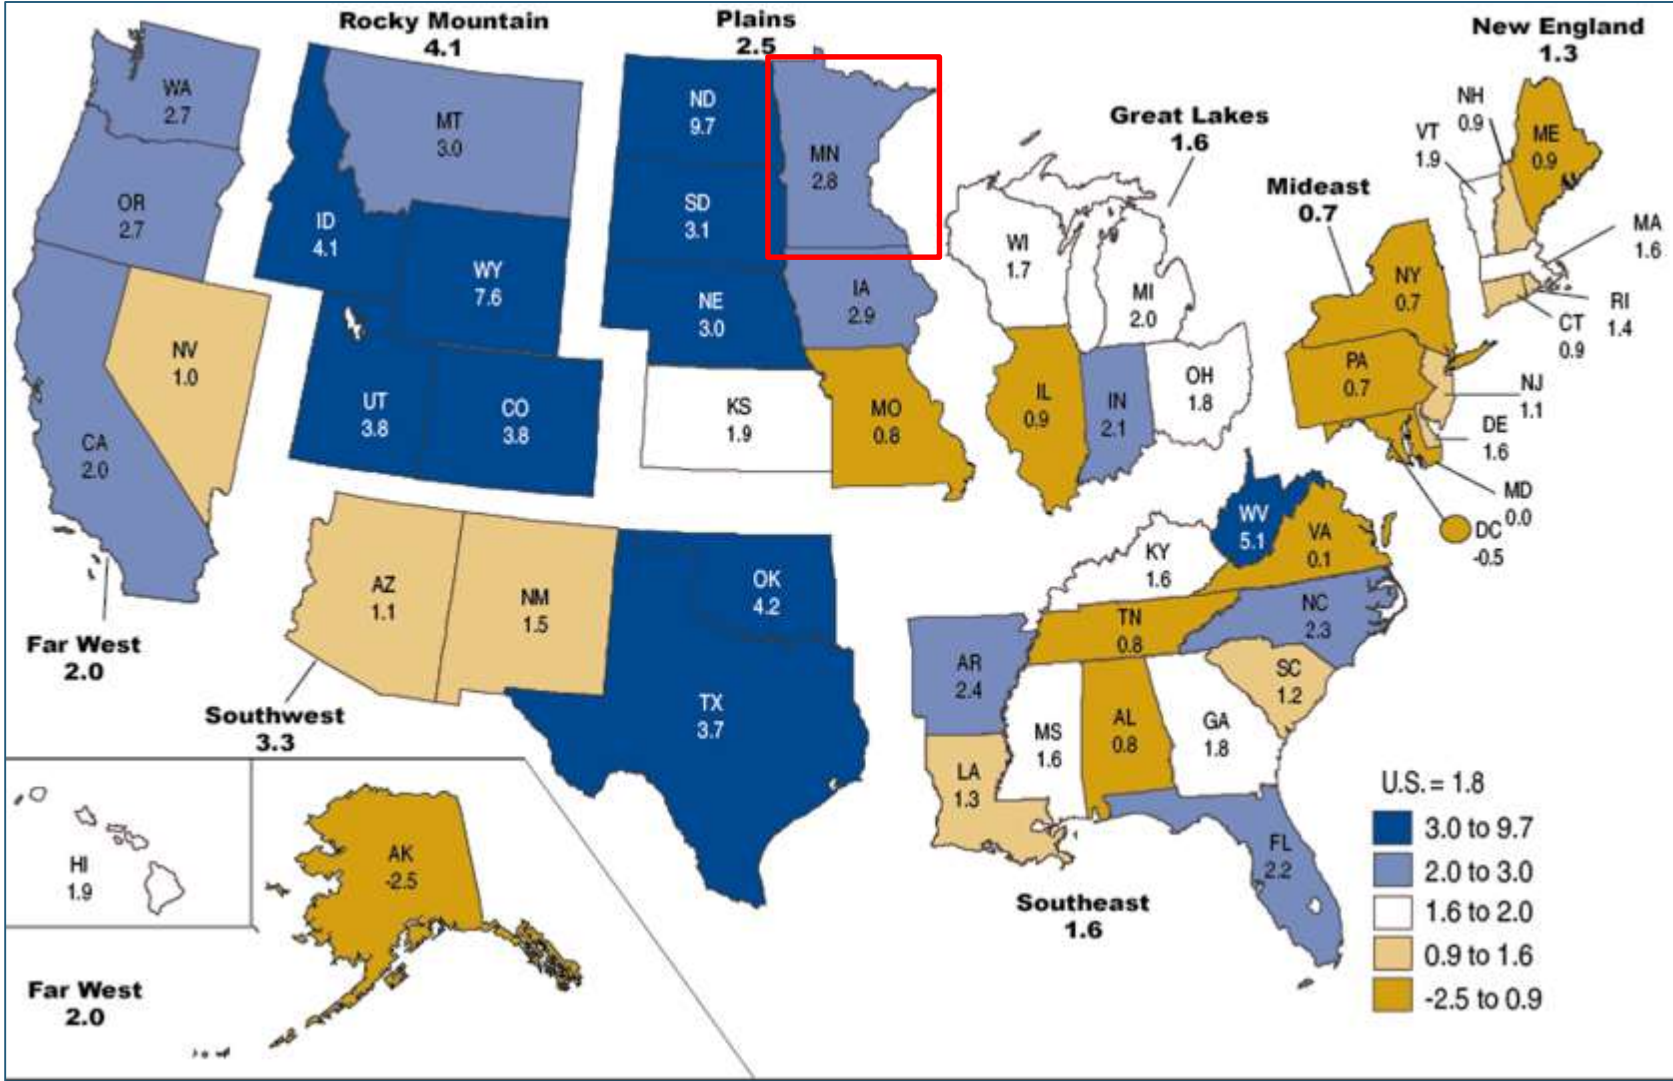 Rocky Mountain
4.1
Plains
2.5
New England
1.3
Great Lakes
1.6
Mideast
0.7
WA
2.7
OR
2.7
CA
2.0
NV
1.0
MT
3.0
ID
4.1
WY
7.6
UT
3.8
CO
3.8
ND
9.7
SD
3.1
NE
3.0
KS
1.9
MN
2.8
IA
2.9
MO
0.8
WI
1.7
MI
2.0
IL
0.9
IN
2.1
OH
1.8
NH
0.9
VT
1.9
ME
0.9
MA
1.6
RI
1.4
CT
0.9
NY
0.7
PA
0.7
NJ
1.1
DE
1.6
MD
0.0
DC
-0.5
WV
5.1
VA
0.1
KY
1.6
TN
0.8
NC
2.3
SC
1.2
AR
2.4
MS
1.6
AL
0.8
GA
1.8
LA
1.3
FL
2.2
Southeast
1.6
AZ
1.1
NM
1.5
OK
4.2
TX
3.7
Far West
2.0
Southwest
3.3
HI
1.9
AK
-2.5
Far West
2.0
U.S. = 1.8
3.0 to 9.7
2.0 to 3.0
1.6 to 2.0
0.9 to 1.6
-2.5 to 0.9